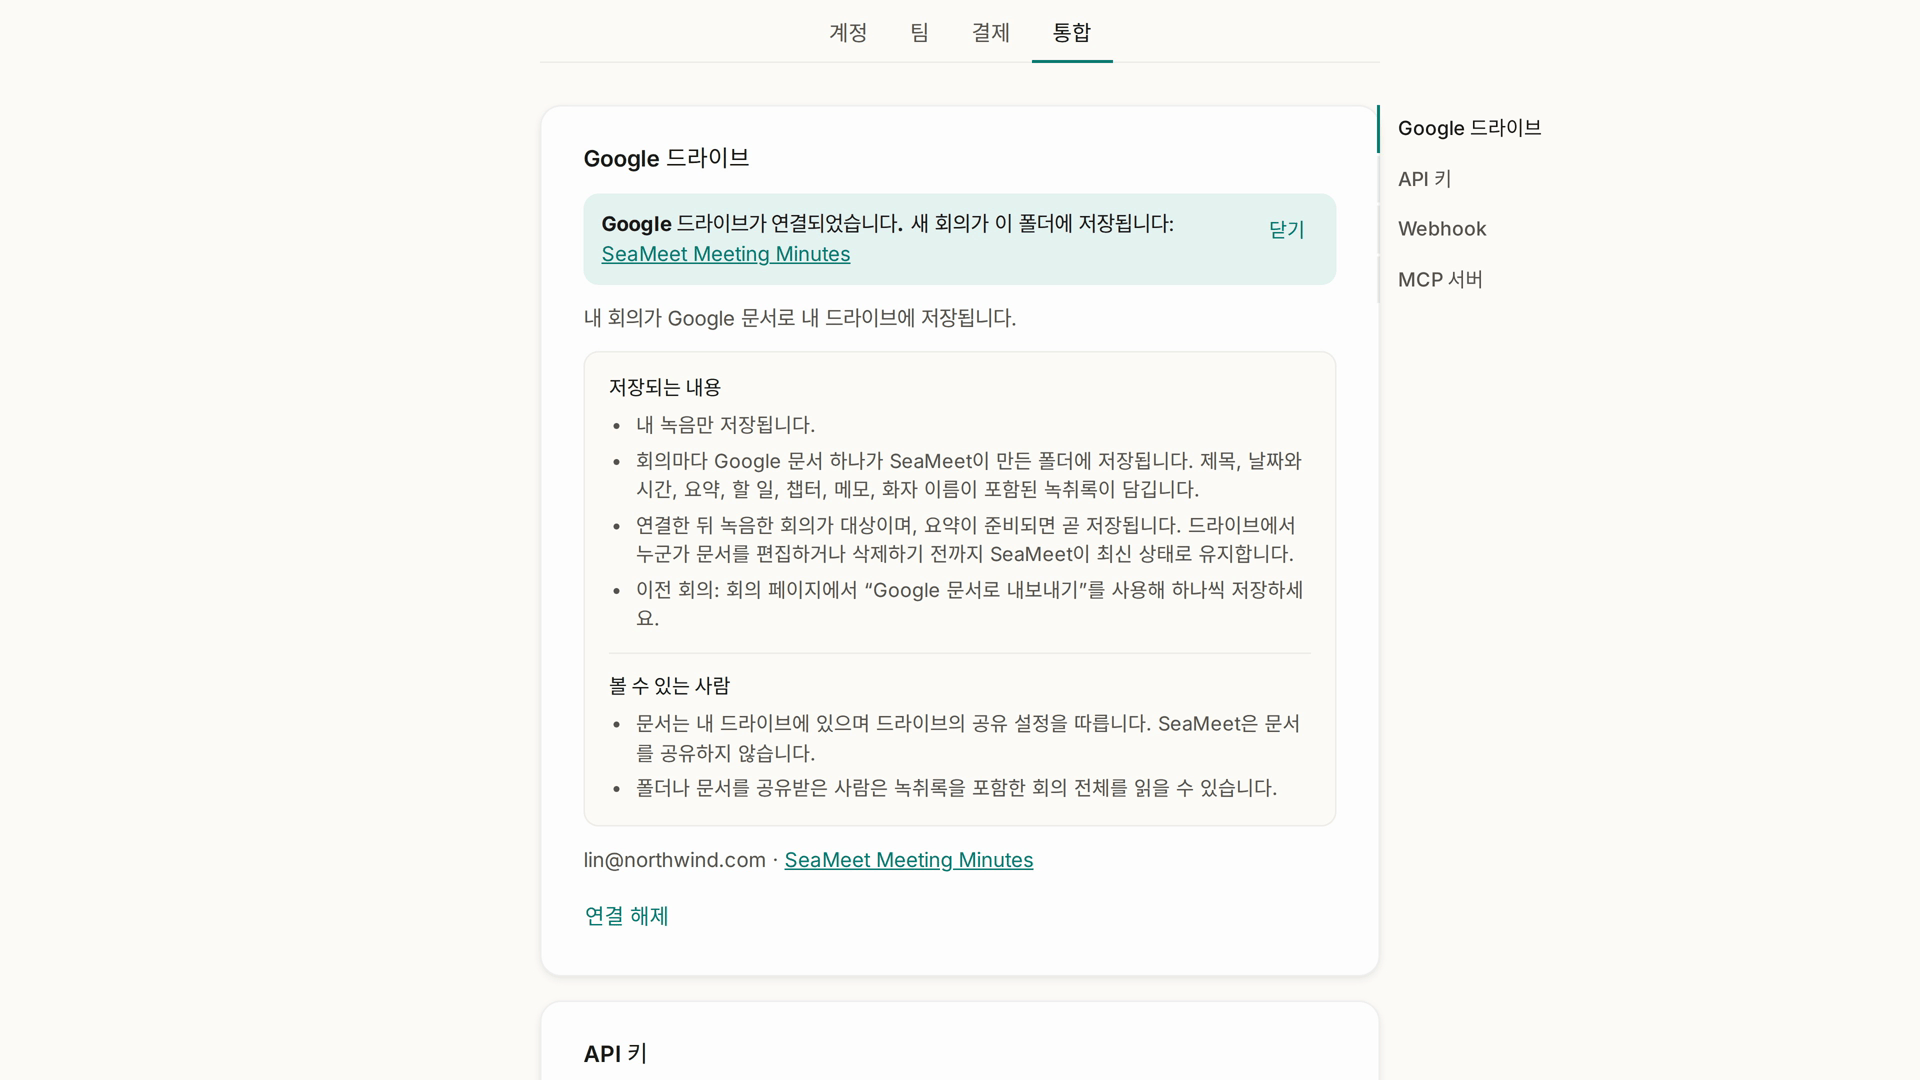 계정
팀
결제
통합
Google 드라이브
Google 드라이브가 연결되었습니다. 새 회의가 이 폴더에 저장됩니다:
SeaMeet Meeting Minutes
닫기
내 회의가 Google 문서로 내 드라이브에 저장됩니다.
저장되는 내용
• 내 녹음만 저장됩니다.
• 회의마다 Google 문서 하나가 SeaMeet이 만든 폴더에 저장됩니다. 제목, 날짜와
시간, 요약, 할 일, 챕터, 메모, 화자 이름이 포함된 녹취록이 담깁니다.
• 연결한 뒤 녹음한 회의가 대상이며, 요약이 준비되면 곧 저장됩니다. 드라이브에서
누군가 문서를 편집하거나 삭제하기 전까지 SeaMeet이 최신 상태로 유지합니다.
• 이전 회의: 회의 페이지에서 “Google 문서로 내보내기”를 사용해 하나씩 저장하세
요.
볼 수 있는 사람
• 문서는 내 드라이브에 있으며 드라이브의 공유 설정을 따릅니다. SeaMeet은 문서
를 공유하지 않습니다.
• 폴더나 문서를 공유받은 사람은 녹취록을 포함한 회의 전체를 읽을 수 있습니다.
lin@northwind.com · SeaMeet Meeting Minutes
연결 해제
API 키
Google 드라이브
API 키
Webhook
MCP 서버